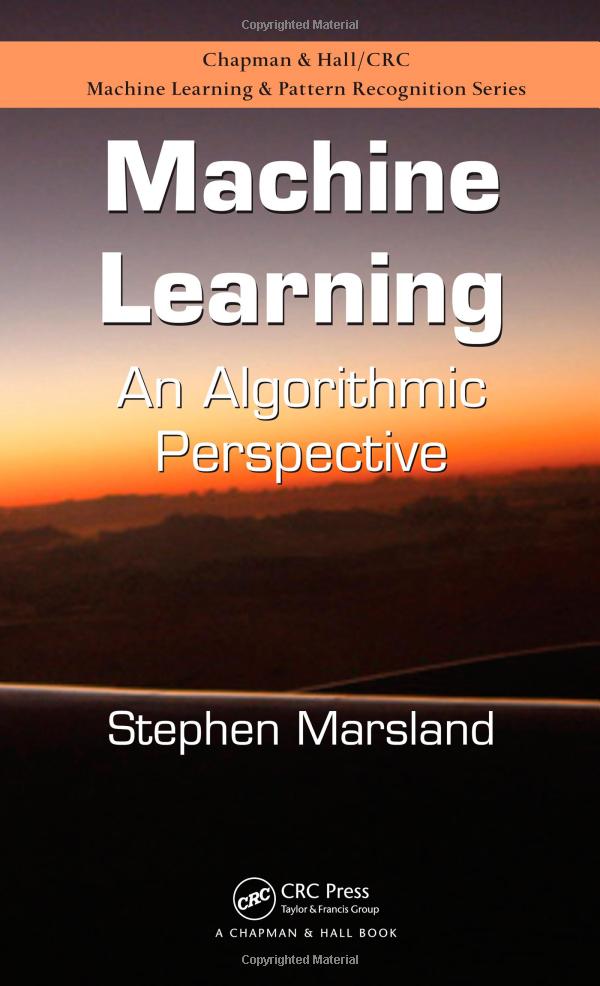 Copyrighted Material
Chapman & Hall/CRC
Machine Learning & Pattern Recognition Series
Machine
Learning
An Algorithmic
Perspective
Stephen Marsland
CRC
CRC Press
Taylor & Francis Group
A CHAPMAN & HALL BOOK
Copyrighted Material